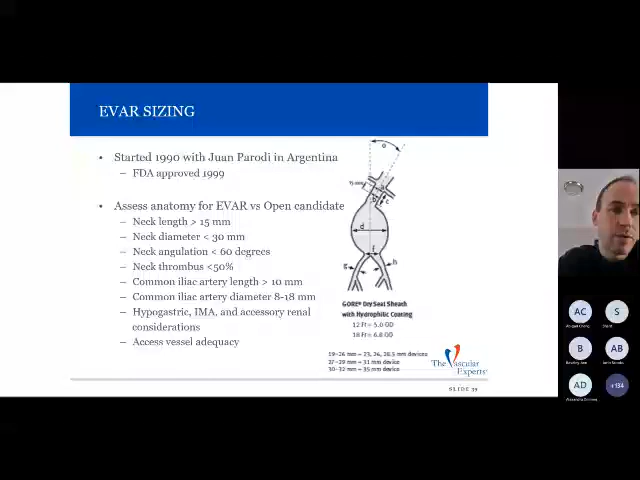 EVAR SIZING
• Started 1990 with Juan Parodi in Argentina
– FDA approved 1999
• Assess anatomy for EVAR vs Open candidate
– Neck length > 15 mm
– Neck diameter < 30 mm
– Neck angulation < 60 degrees
– Neck thrombus <50%
– Common iliac artery length > 10 mm
– Common iliac artery diameter 8-18 mm
– Hypogastric, IMA, and accessory renal
considerations
– Access vessel adequacy
a
15 mm
b
c
d
f
g
h
GORE® DrySeal Sheath
with Hydrophilic Coating
12 Fr= 5.0 OD
18 Fr= 6.8 OD
19-26 mm = 23, 26, 28.5 mm devices
27-29 mm = 31 mm device
30-32 mm = 35 mm device
The Vascular
Experts
SLIDE 39
AC
S
B
AB
AD
+134